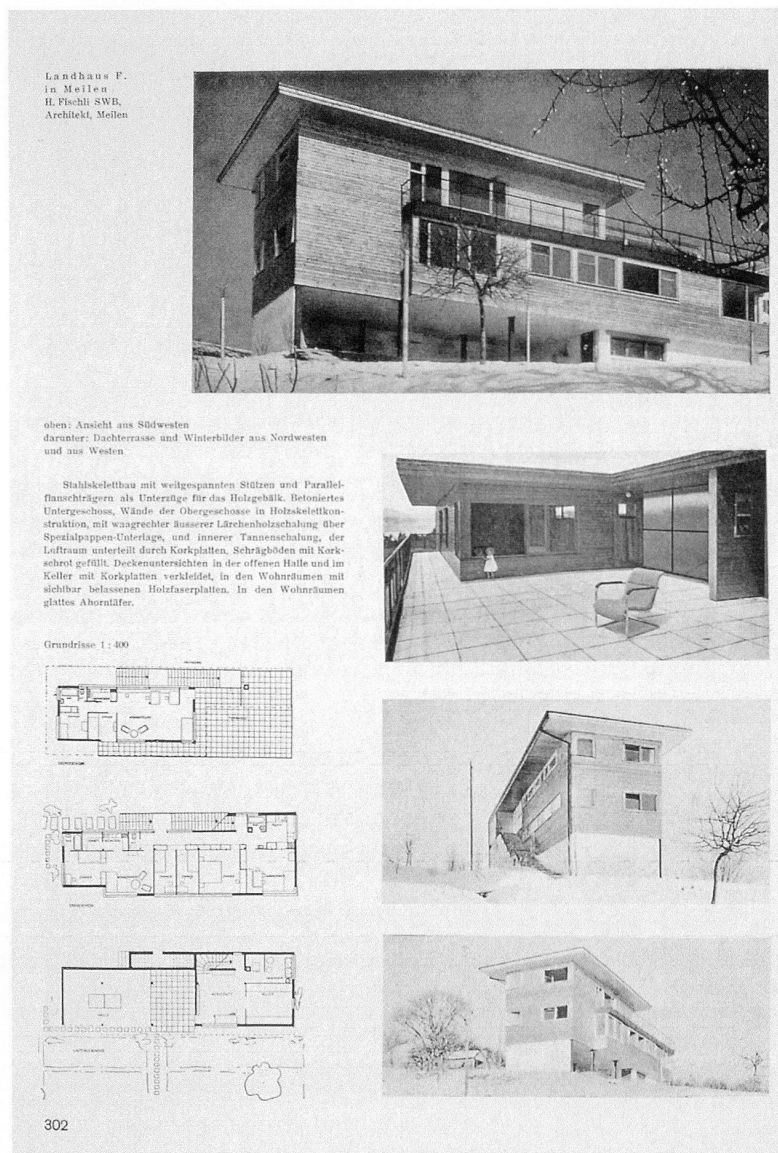 Landhaus F.
in Meilen
H. Fischli SWB,
Architekt, Meilen
oben: Ansicht aus Südwesten
darunter: Dachterrasse und Winterbilder aus Nordwesten
und aus Westen
Stahlskelettbau mit weitgespannten Stützen und Parallel-
flanschträgern als Unterzüge für das Holzgebälk. Betoniertes
Untergeschoss, Wände der Obergeschosse in Holzskelettkon-
struktion, mit waagrechter äusserer Lärchenholzschalung über
Spezialpappen-Unterlage, und innerer Tannenschalung, der
Luftraum unterteilt durch Korkplatten. Schrägböden mit Kork-
schrot gefüllt. Deckenuntersichten in der offenen Halle und im
Keller mit Korkplatten verkleidet, in den Wohnräumen mit
sichtbar belassenen Holzfaserplatten. In den Wohnräumen
glattes Ahorntäfer.
Grundrisse 1 : 400
HALLE
KELLER
302